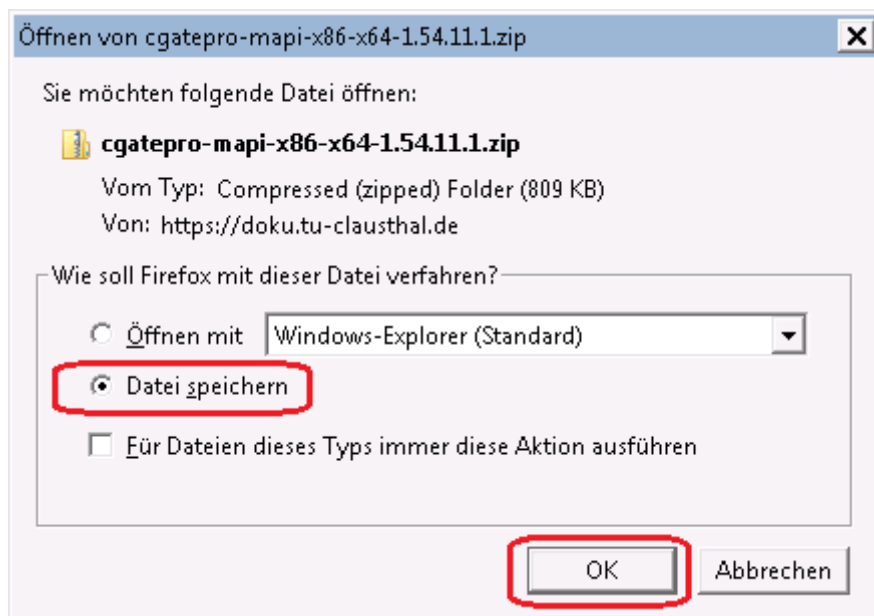 Öffnen von cgatepro-mapi-x86-x64-1.54.11.1.zip
Sie möchten folgende Datei öffnen:
cgatepro-mapi-x86-x64-1.54.11.1.zip
Vom Typ: Compressed (zipped) Folder (809 KB)
Von: https://doku.tu-clausthal.de
Wie soll Firefox mit dieser Datei verfahren?
Öffnen mit Windows-Explorer (Standard)
Datei speichern
Für Dateien dieses Typs immer diese Aktion ausführen
OK Abbrechen